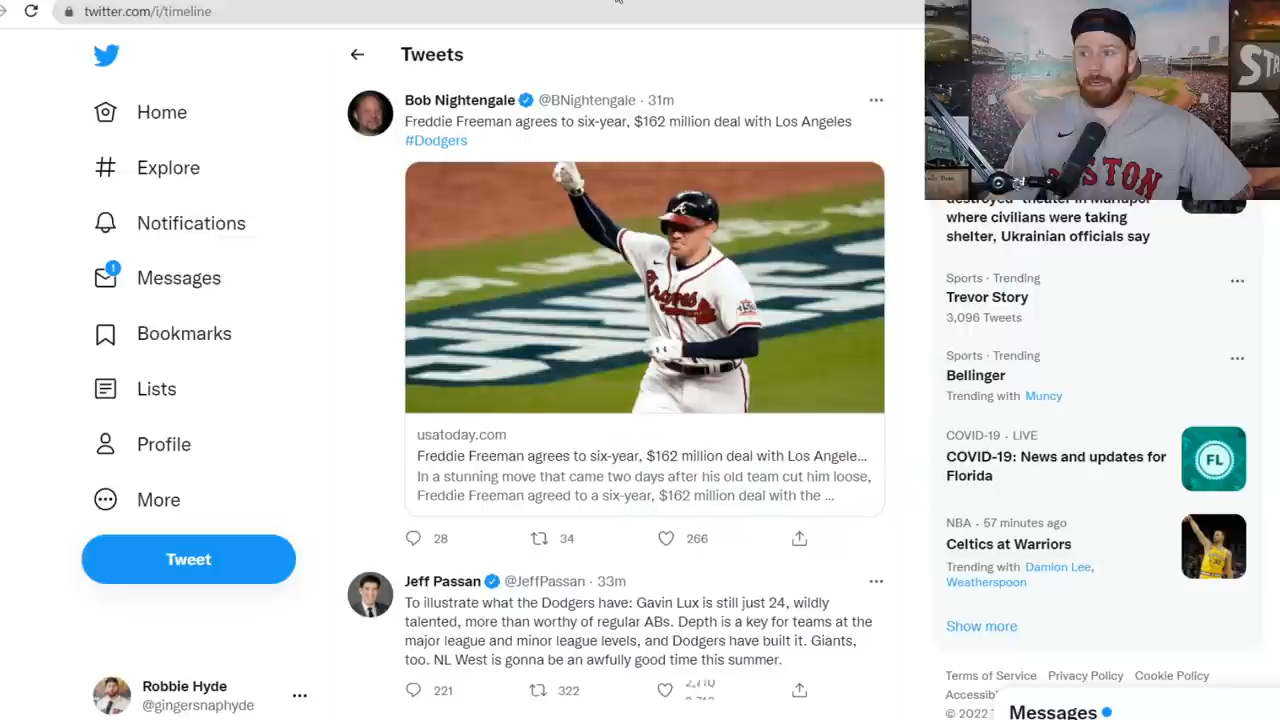 twitter.com/i/timeline
Tweets
Home
Explore
Notifications
1
Messages
Bookmarks
Lists
Profile
More
Tweet
Robbie Hyde
@gingersnaphyde
Bob Nightengale @BNightengale · 31m
Freddie Freeman agrees to six-year, $162 million deal with Los Angeles
#Dodgers
Braves
usatoday.com
Freddie Freeman agrees to six-year, $162 million deal with Los Angele...
In a stunning move that came two days after his old team cut him loose,
Freddie Freeman agreed to a six-year, $162 million deal with the ...
28 34 266
Jeff Passan @JeffPassan · 33m
To illustrate what the Dodgers have: Gavin Lux is still just 24, wildly
talented, more than worthy of regular ABs. Depth is a key for teams at the
major league and minor league levels, and Dodgers have built it. Giants,
too. NL West is gonna be an awfully good time this summer.
221 322
where civilians were taking
shelter, Ukrainian officials say
Sports · Trending
Trevor Story
3,096 Tweets
Sports · Trending
Bellinger
Trending with Muncy
COVID-19 · LIVE
COVID-19: News and updates for
Florida
FL
NBA · 57 minutes ago
Celtics at Warriors
Trending with Damion Lee,
Weatherspoon
Show more
Terms of Service Privacy Policy Cookie Policy
© 2022
Messages